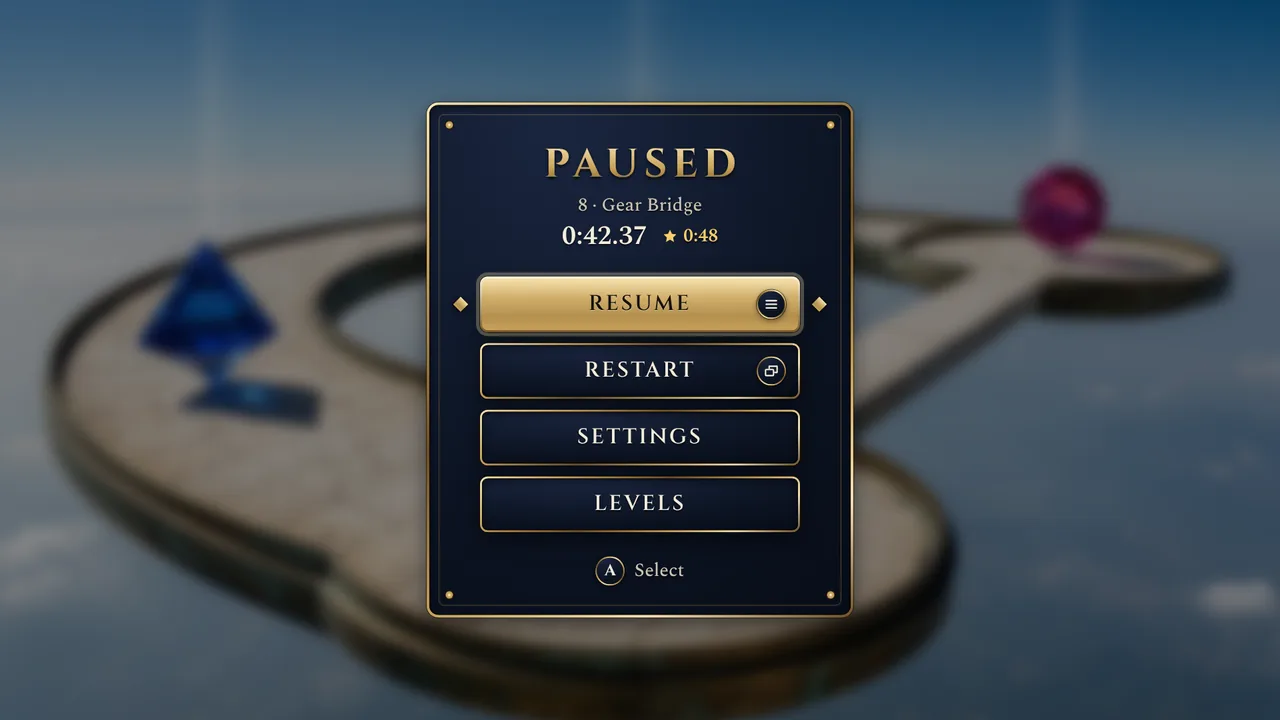 PAUSED
8 · Gear Bridge
0:42.37 ★ 0:48
RESUME
RESTART
SETTINGS
LEVELS
A Select